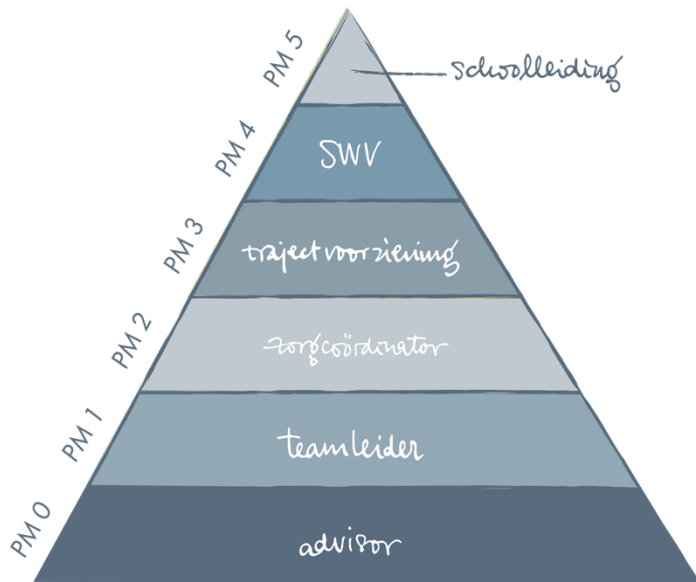 PM 5
schoolleiding
PM 4
SWV
PM 3
trajectvoorziening
PM 2
zorgcoördinator
PM 1
teamleider
PM 0
advisor